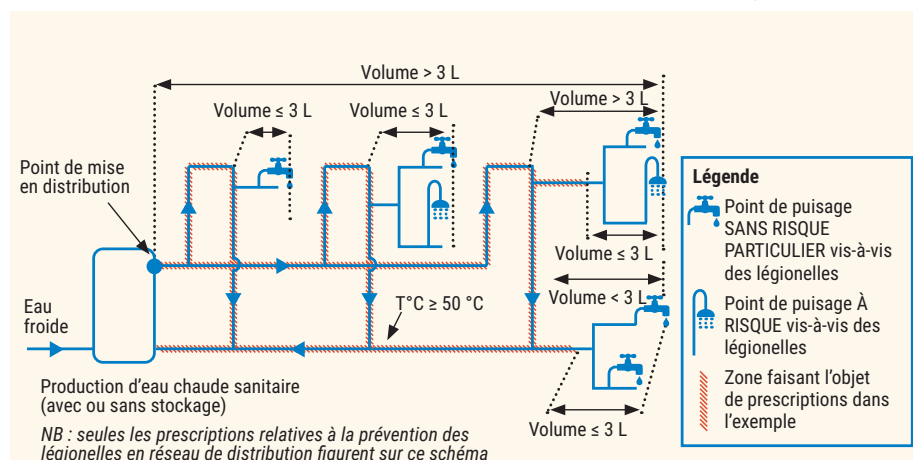 Volume > 3 L
Volume ≤ 3 L
Volume ≤ 3 L
Volume > 3 L
Point de mise
en distribution
Volume ≤ 3 L
Volume < 3 L
T°C ≥ 50 °C
Eau
froide
Production d'eau chaude sanitaire
(avec ou sans stockage)
Volume ≤ 3 L
NB : seules les prescriptions relatives à la prévention des
légionelles en réseau de distribution figurent sur ce schéma
Légende
Point de puisage
SANS RISQUE
PARTICULIER vis-à-vis
des légionelles
Point de puisage À
RISQUE vis-à-vis des
légionelles
Zone faisant l'objet
de prescriptions dans
l'exemple